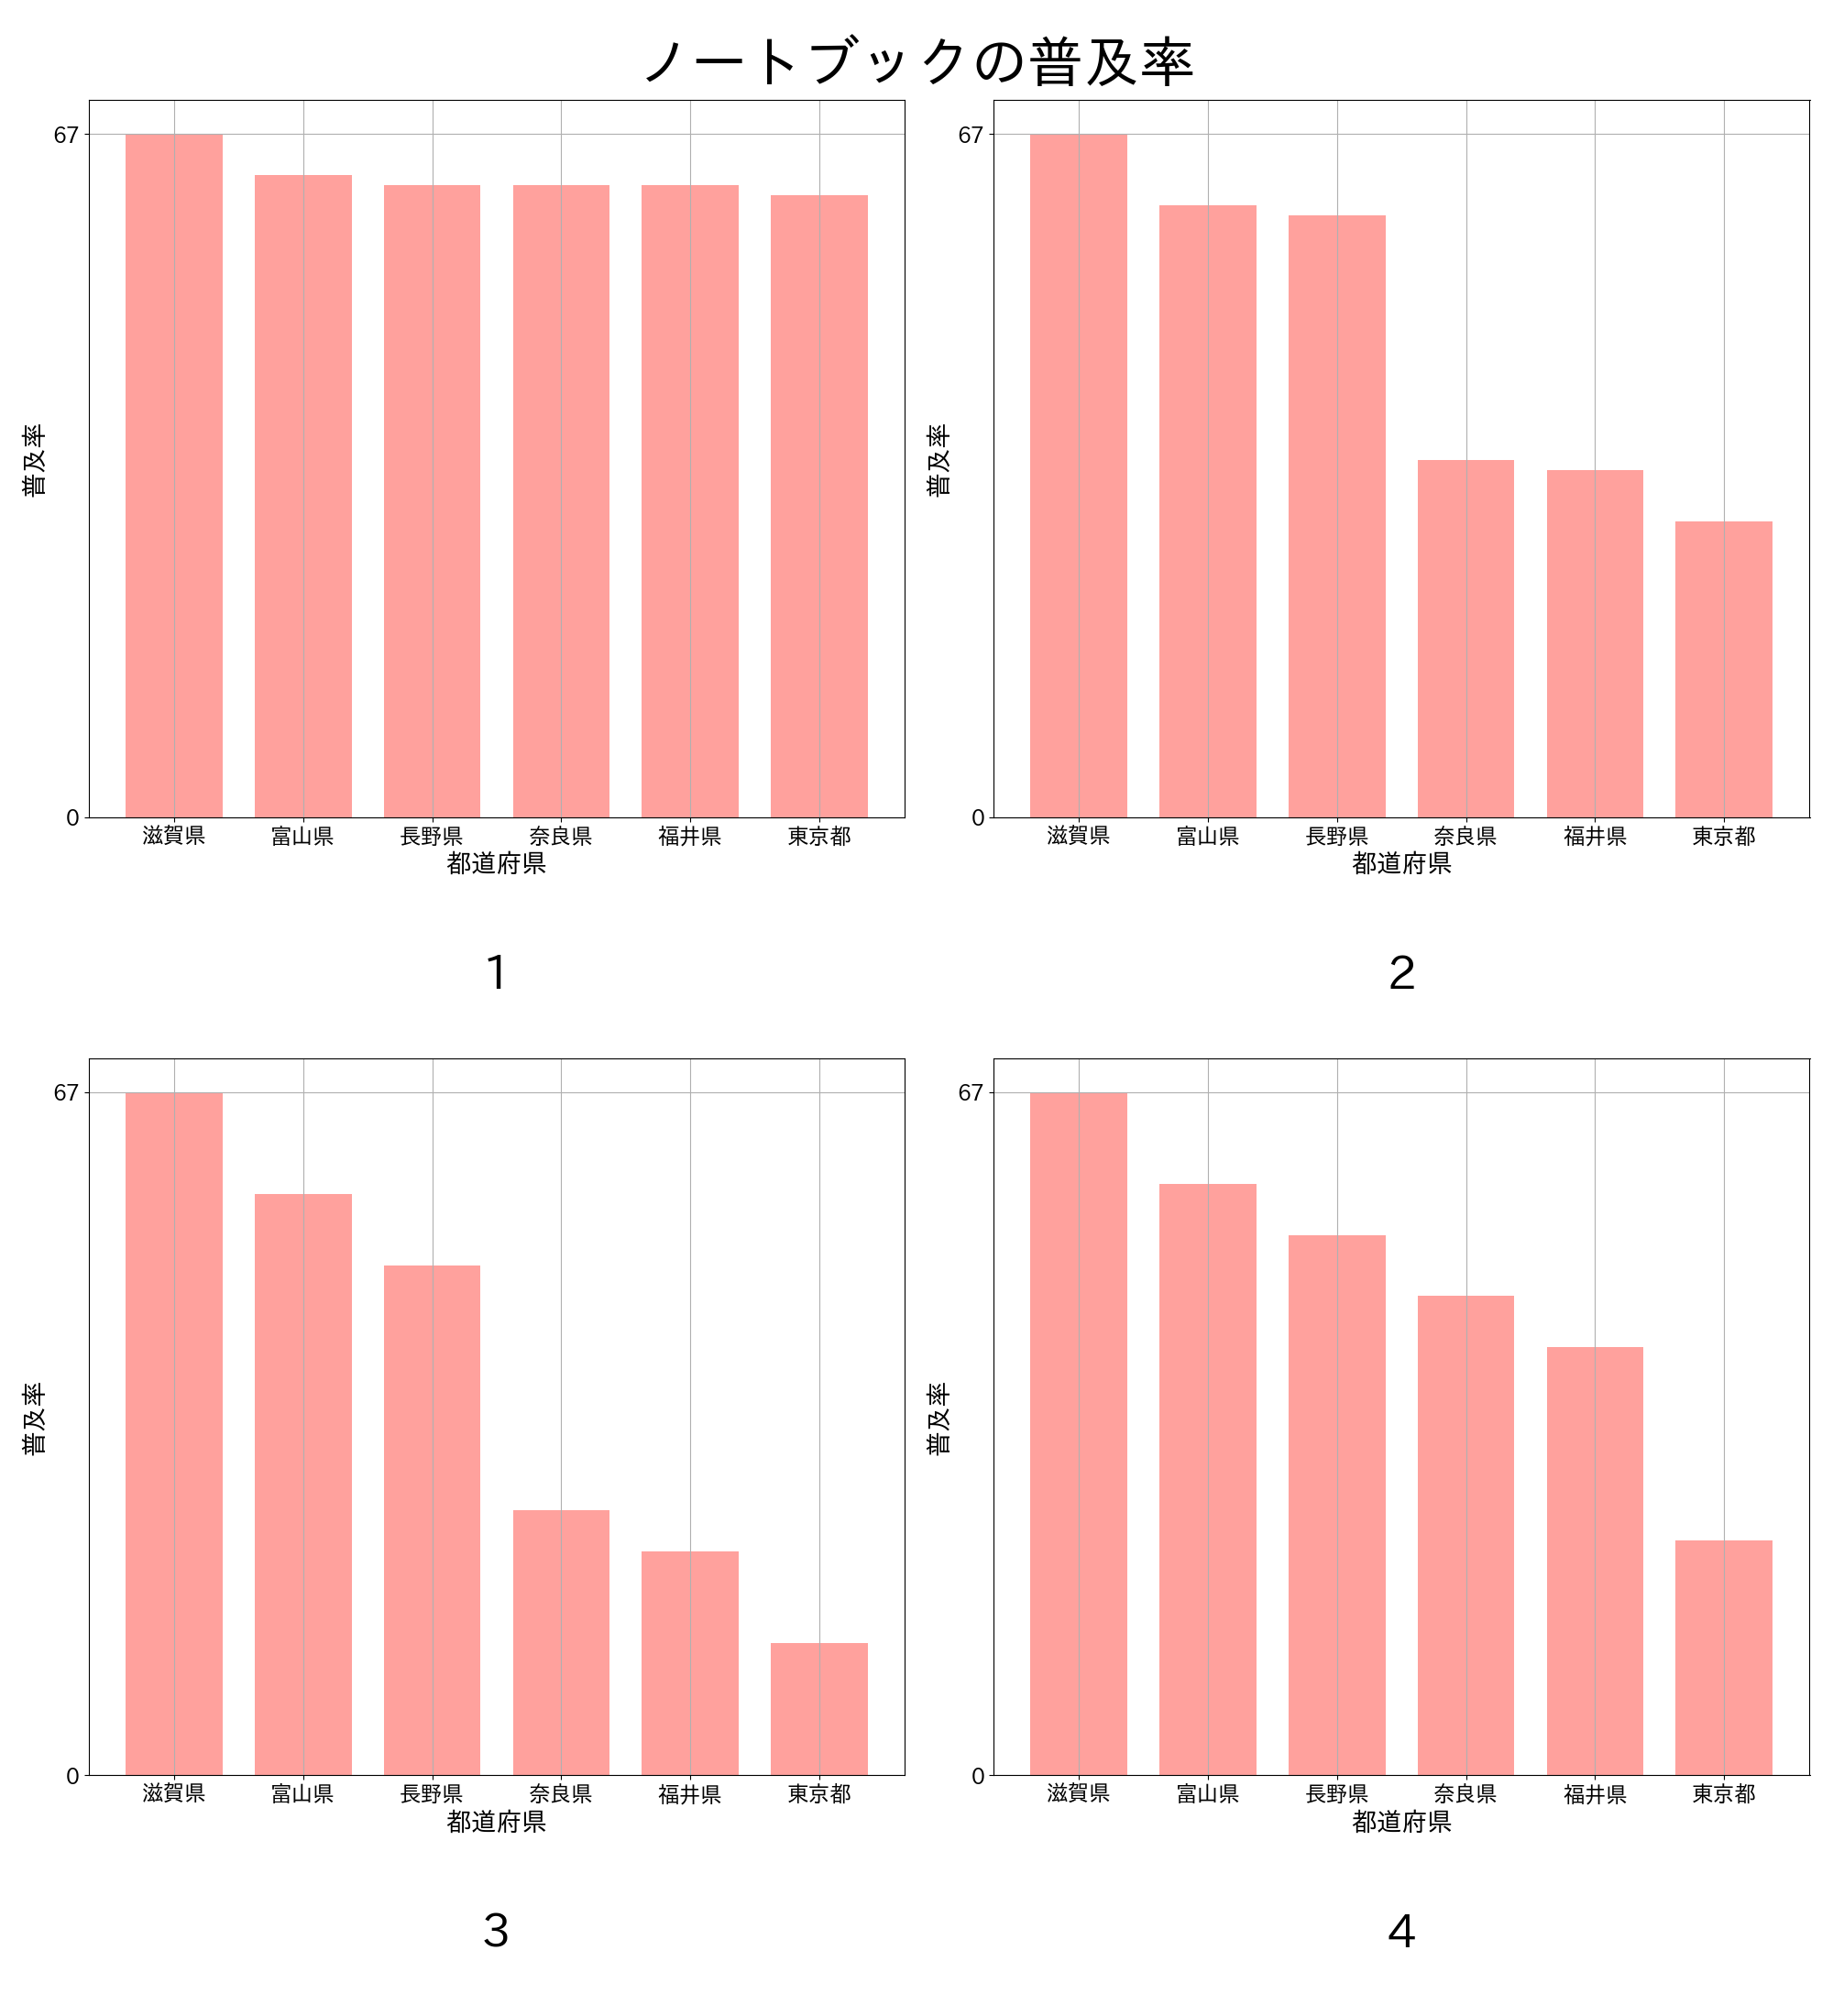 ノートブックの普及率
67
0
普及率
滋賀県 富山県 長野県 奈良県 福井県 東京都
都道府県
1
67
0
普及率
滋賀県 富山県 長野県 奈良県 福井県 東京都
都道府県
2
67
0
普及率
滋賀県 富山県 長野県 奈良県 福井県 東京都
都道府県
3
67
0
普及率
滋賀県 富山県 長野県 奈良県 福井県 東京都
都道府県
4